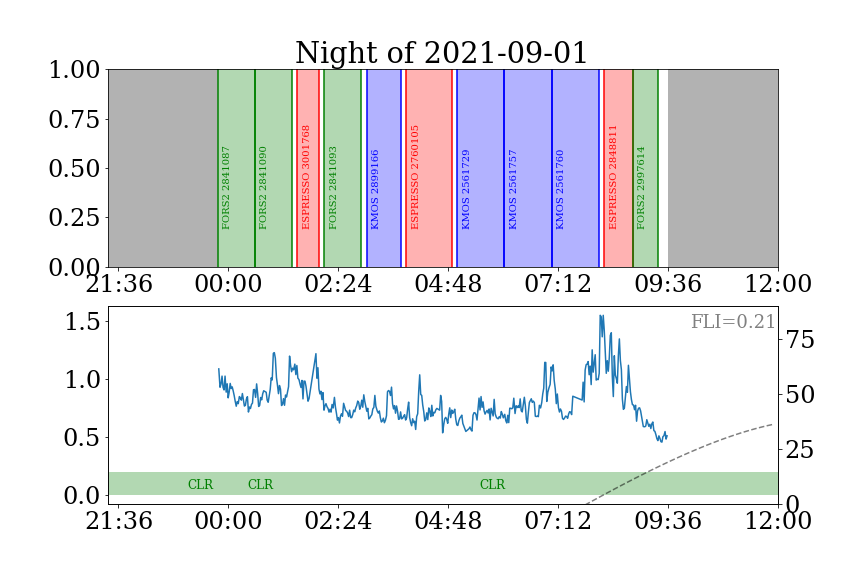 Night of 2021-09-01
1.00
0.75
0.50
0.25
0.00
FORS2 2841087
FORS2 2841090
ESPRESSO 3001768
FORS2 2841093
KMOS 2899166
ESPRESSO 2760105
KMOS 2561729
KMOS 2561757
KMOS 2561760
ESPRESSO 2848811
FORS2 2997614
21:36 00:00 02:24 04:48 07:12 09:36 12:00
FLI=0.21
1.5
1.0
0.5
0.0
75
50
25
0
CLR CLR CLR
21:36 00:00 02:24 04:48 07:12 09:36 12:00